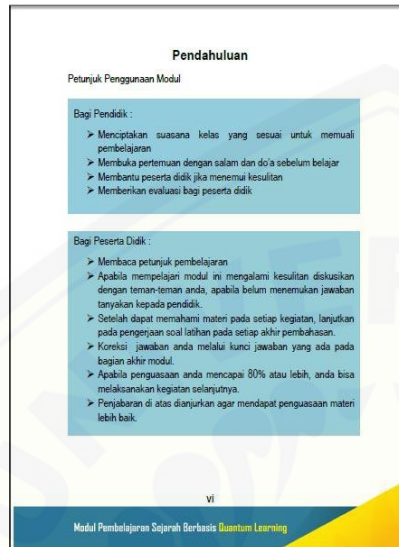 Pendahuluan
Petunjuk Penggunaan Modul
Bagi Pendidik :
➤ Menciptakan suasana kelas yang sesuai untuk memuali
pembelajaran
➤ Membuka pertemuan dengan salam dan do'a sebelum belajar
➤ Membantu peserta didik jika menemui kesulitan
➤ Memberikan evaluasi bagi peserta didik
Bagi Peserta Didik :
➤ Membaca petunjuk pembelajaran
➤ Apabila mempelajari modul ini mengalami kesulitan diskusikan
dengan teman-teman anda, apabila belum menemukan jawaban
tanyakan kepada pendidik.
➤ Setelah dapat memahami materi pada setiap kegiatan, lanjutkan
pada pengerjaan soal latihan pada setiap akhir pembahasan.
➤ Koreksi jawaban anda melalui kunci jawaban yang ada pada
bagian akhir modul.
➤ Apabila penguasaan anda mencapai 80% atau lebih, anda bisa
melaksanakan kegiatan selanjutnya.
➤ Penjabaran di atas dianjurkan agar mendapat penguasaan materi
lebih baik.
vi
Modul Pembelajaran Sejarah Berbasis Quantum Learning